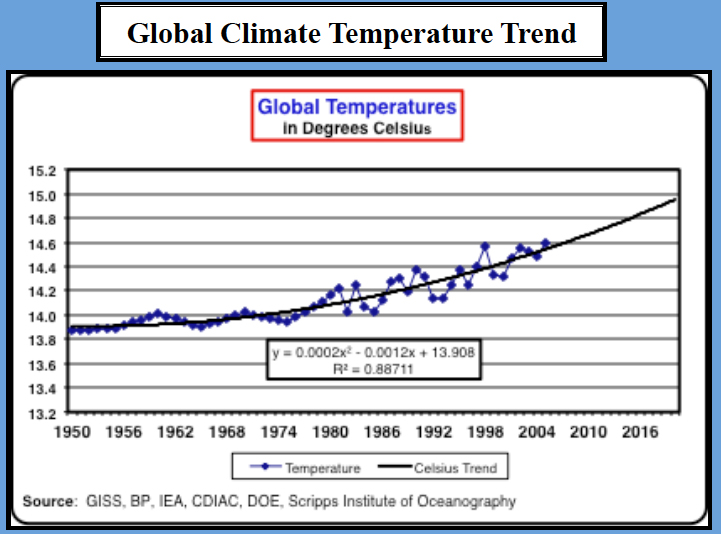 Global Climate Temperature Trend
Global Temperatures
in Degrees Celsius
15.2
15.0
14.8
14.6
14.4
14.2
14.0
13.8
13.6
13.4
13.2
y = 0.0002x² - 0.0012x + 13.908
R² = 0.88711
1950 1956 1962 1968 1974 1980 1986 1992 1998 2004 2010 2016
Temperature Celsius Trend
Source: GISS, BP, IEA, CDIAC, DOE, Scripps Institute of Oceanography